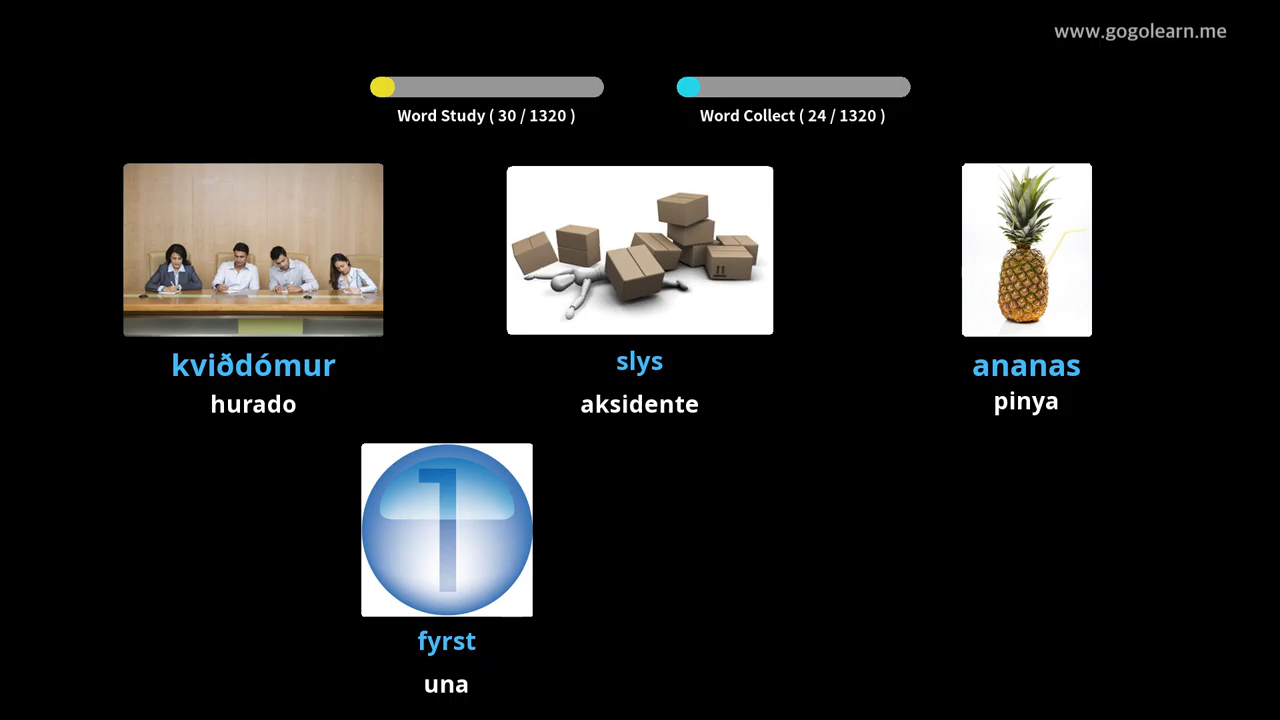 www.gogolearn.me
Word Study ( 30 / 1320 )
Word Collect ( 24 / 1320 )
kviðdómur
hurado
slys
aksidente
ananas
pinya
1
fyrst
una